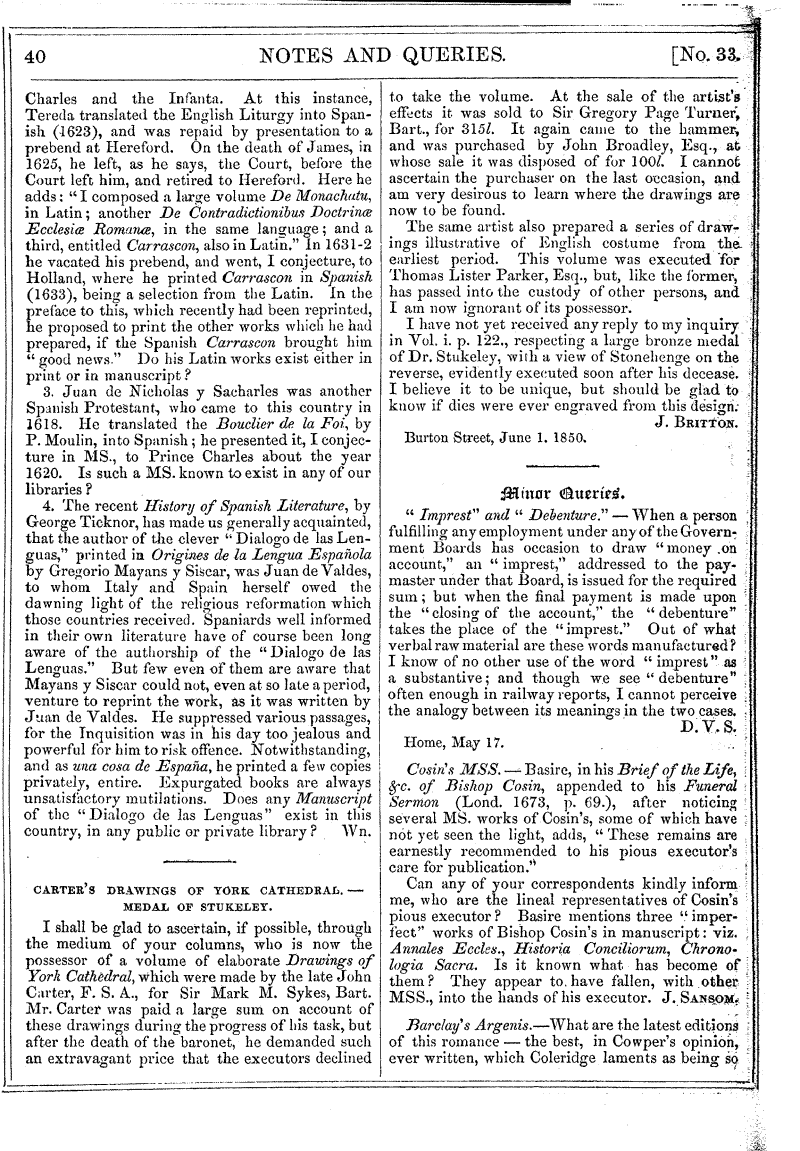 40 NOTES AND QUERIES. [No. 33.
Charles and the Infanta. At this instance,
Tereda translated the English Liturgy into Span-
ish (1623), and was repaid by presentation to a
prebend at Hereford. On the death of James, in
1625, he left, as he says, the Court, before the
Court left him, and retired to Hereford. Here he
adds: "I composed a large volume De Monachatu,
in Latin; another De Contradictionibus Doctrinæ
Ecclesiæ Romanæ, in the same language; and a
third, entitled Carrascon, also in Latin." In 1631-2
he vacated his prebend, and went, I conjecture, to
Holland, where he printed Carrascon in Spanish
(1633), being a selection from the Latin. In the
preface to this, which recently had been reprinted,
he proposed to print the other works which he had
prepared, if the Spanish Carrascon brought him
"good news." Do his Latin works exist either in
print or in manuscript?
3. Juan de Nicholas y Sacharles was another
Spanish Protestant, who came to this country in
1618. He translated the Bouclier de la Foi, by
P. Moulin, into Spanish; he presented it, I conjec-
ture in MS., to Prince Charles about the year
1620. Is such a MS. known to exist in any of our
libraries?
4. The recent History of Spanish Literature, by
George Ticknor, has made us generally acquainted,
that the author of the clever "Dialogo de las Len-
guas," printed in Origines de la Lengua Española
by Gregorio Mayans y Siscar, was Juan de Valdes,
to whom Italy and Spain herself owed the
dawning light of the religious reformation which
those countries received. Spaniards well informed
in their own literature have of course been long
aware of the authorship of the "Dialogo de las
Lenguas." But few even of them are aware that
Mayans y Siscar could not, even at so late a period,
venture to reprint the work, as it was written by
Juan de Valdes. He suppressed various passages,
for the Inquisition was in his day too jealous and
powerful for him to risk offence. Notwithstanding,
and as una cosa de España, he printed a few copies
privately, entire. Expurgated books are always
unsatisfactory mutilations. Does any Manuscript
of the "Dialogo de las Lenguas" exist in this
country, in any public or private library? Wn.
CARTER'S DRAWINGS OF YORK CATHEDRAL. —
MEDAL OF STUKELEY.
I shall be glad to ascertain, if possible, through
the medium of your columns, who is now the
possessor of a volume of elaborate Drawings of
York Cathedral, which were made by the late John
Carter, F. S. A., for Sir Mark M. Sykes, Bart.
Mr. Carter was paid a large sum on account of
these drawings during the progress of his task, but
after the death of the baronet, he demanded such
an extravagant price that the executors declined
to take the volume. At the sale of the artist's
effects it was sold to Sir Gregory Page Turner,
Bart., for 315l. It again came to the hammer,
and was purchased by John Broadley, Esq., at
whose sale it was disposed of for 100l. I cannot
ascertain the purchaser on the last occasion, and
am very desirous to learn where the drawings are
now to be found.
The same artist also prepared a series of draw-
ings illustrative of English costume from the
earliest period. This volume was executed for
Thomas Lister Parker, Esq., but, like the former,
has passed into the custody of other persons, and
I am now ignorant of its possessor.
I have not yet received any reply to my inquiry
in Vol. i. p. 122., respecting a large bronze medal
of Dr. Stukeley, with a view of Stonehenge on the
reverse, evidently executed soon after his decease.
I believe it to be unique, but should be glad to
know if dies were ever engraved from this design.
J. BRITTON.
Burton Street, June 1. 1850.
Minor Queries.
"Imprest" and "Debenture." — When a person
fulfilling any employment under any of the Govern-
ment Boards has occasion to draw "money on
account," an "imprest," addressed to the pay-
master under that Board, is issued for the required
sum; but when the final payment is made upon
the "closing of the account," the "debenture"
takes the place of the "imprest." Out of what
verbal raw material are these words manufactured?
I know of no other use of the word "imprest" as
a substantive; and though we see "debenture"
often enough in railway reports, I cannot perceive
the analogy between its meanings in the two cases.
D. V. S.
Home, May 17.
Cosin's MSS. — Basire, in his Brief of the Life,
&c. of Bishop Cosin, appended to his Funeral
Sermon (Lond. 1673, p. 69.), after noticing
several MS. works of Cosin's, some of which have
not yet seen the light, adds, "These remains are
earnestly recommended to his pious executor's
care for publication."
Can any of your correspondents kindly inform
me, who are the lineal representatives of Cosin's
pious executor? Basire mentions three "imper-
fect" works of Bishop Cosin in manuscript: viz.
Annales Eccles., Historia Conciliorum, Chrono-
logia Sacra. Is it known what has become of
them? They appear to have fallen, with other
MSS., into the hands of his executor. J. SANSOM.
Barclay's Argenis.—What are the latest editions
of this romance — the best, in Cowper's opinion,
ever written, which Coleridge laments as being so